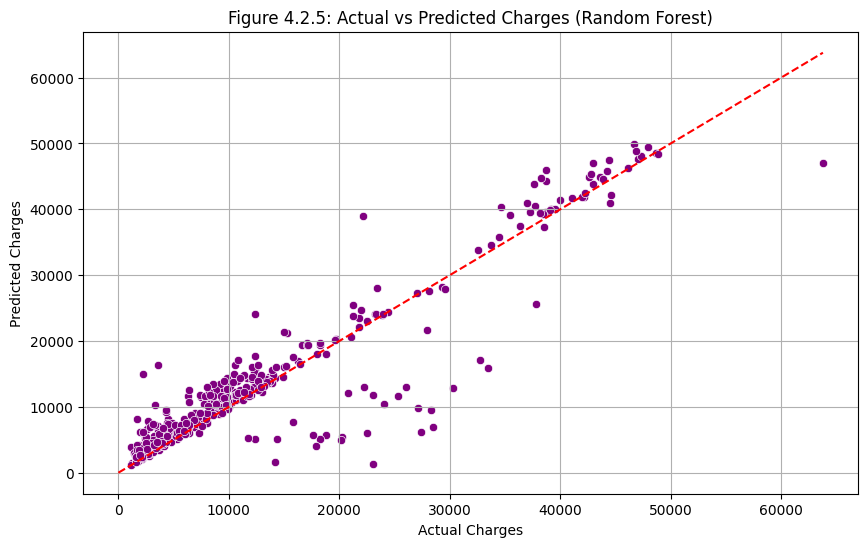 Figure 4.2.5: Actual vs Predicted Charges (Random Forest)
Predicted Charges
60000
50000
40000
30000
20000
10000
0
0 10000 20000 30000 40000 50000 60000
Actual Charges